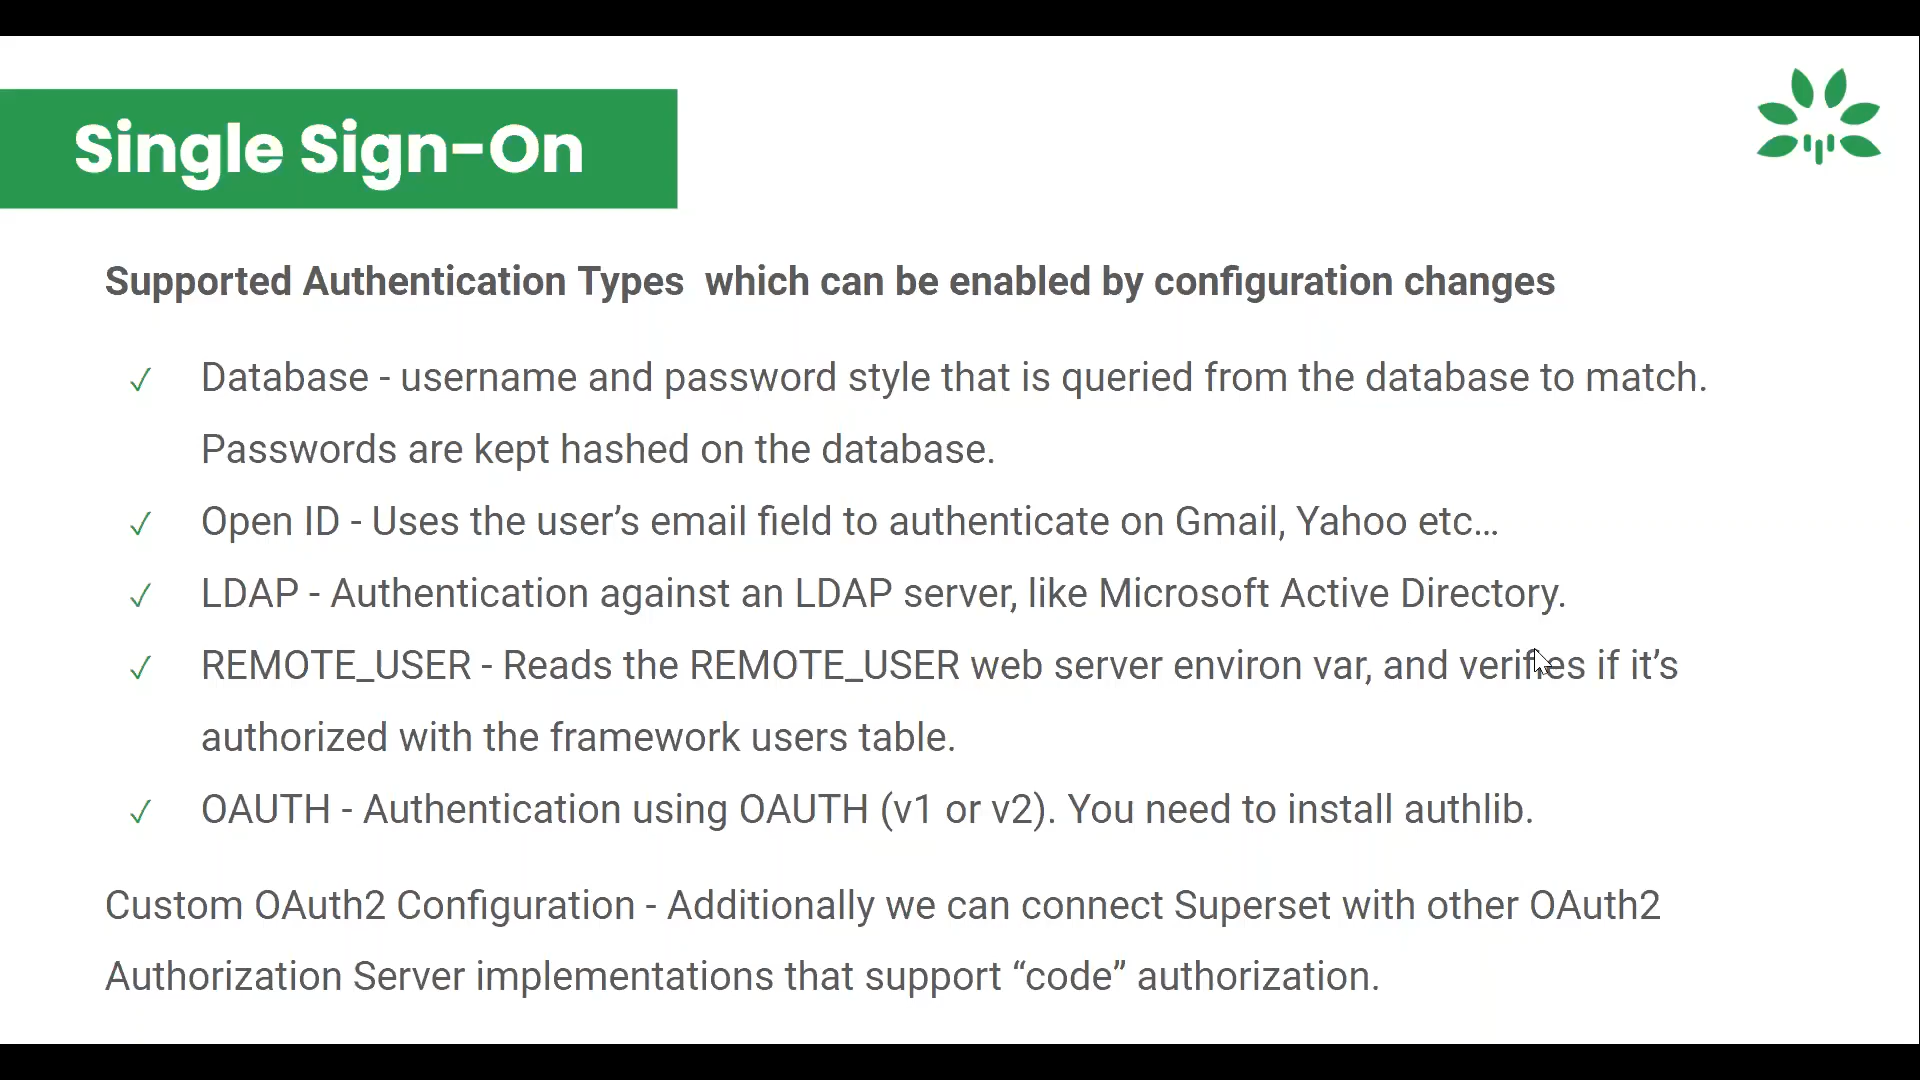 Single Sign-On
Supported Authentication Types  which can be enabled by configuration changes
✓ Database - username and password style that is queried from the database to match.
Passwords are kept hashed on the database.
✓ Open ID - Uses the user’s email field to authenticate on Gmail, Yahoo etc…
✓ LDAP - Authentication against an LDAP server, like Microsoft Active Directory.
✓ REMOTE_USER - Reads the REMOTE_USER web server environ var, and verifies if it’s
authorized with the framework users table.
✓ OAUTH - Authentication using OAUTH (v1 or v2). You need to install authlib.
Custom OAuth2 Configuration - Additionally we can connect Superset with other OAuth2
Authorization Server implementations that support “code” authorization.